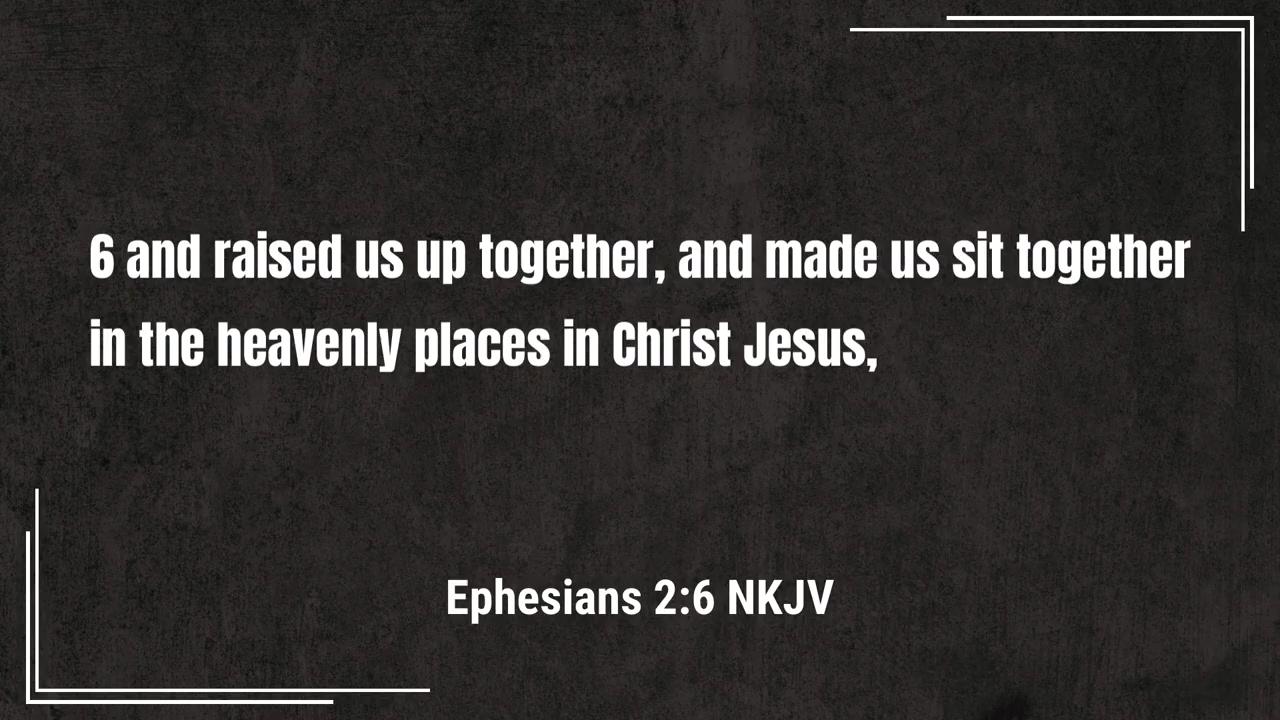 6 and raised us up together, and made us sit together
in the heavenly places in Christ Jesus,
Ephesians 2:6 NKJV